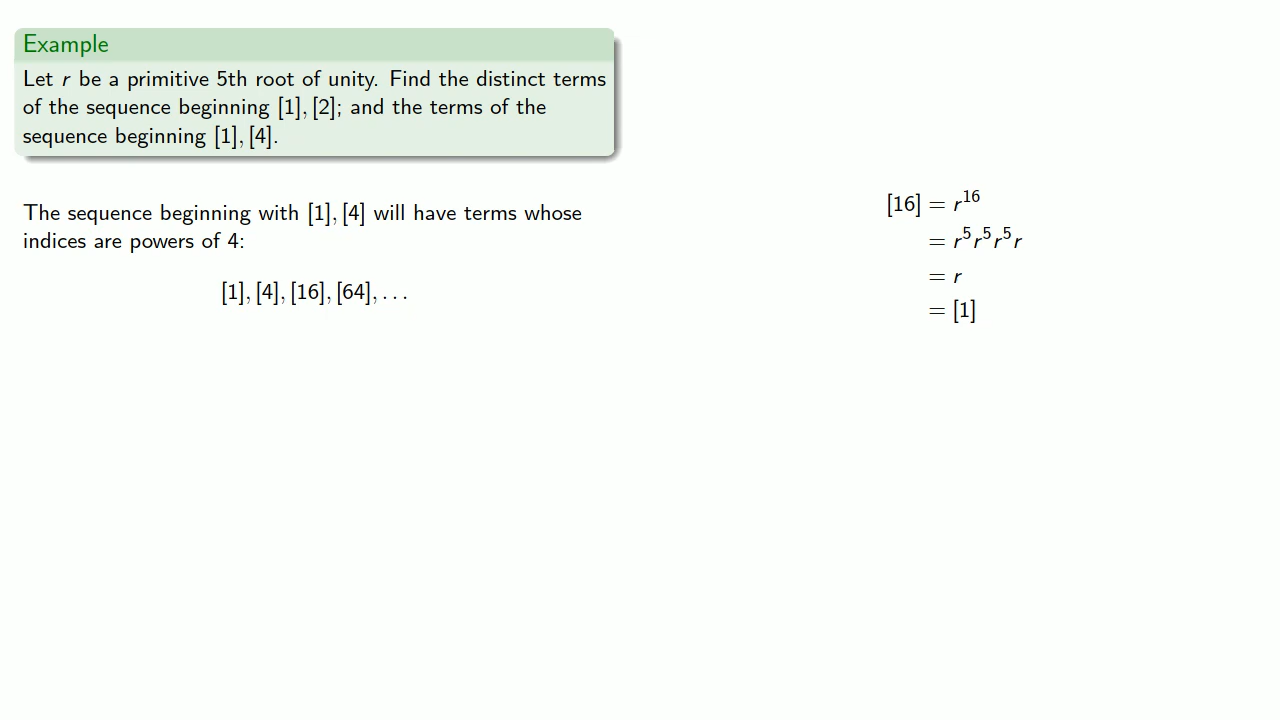 Example
Let r be a primitive 5th root of unity. Find the distinct terms
of the sequence beginning [1], [2]; and the terms of the
sequence beginning [1], [4].
The sequence beginning with [1], [4] will have terms whose
indices are powers of 4:
[1], [4], [16], [64], . . .
[16] = r^16
= r^5r^5r^5r
= r
= [1]